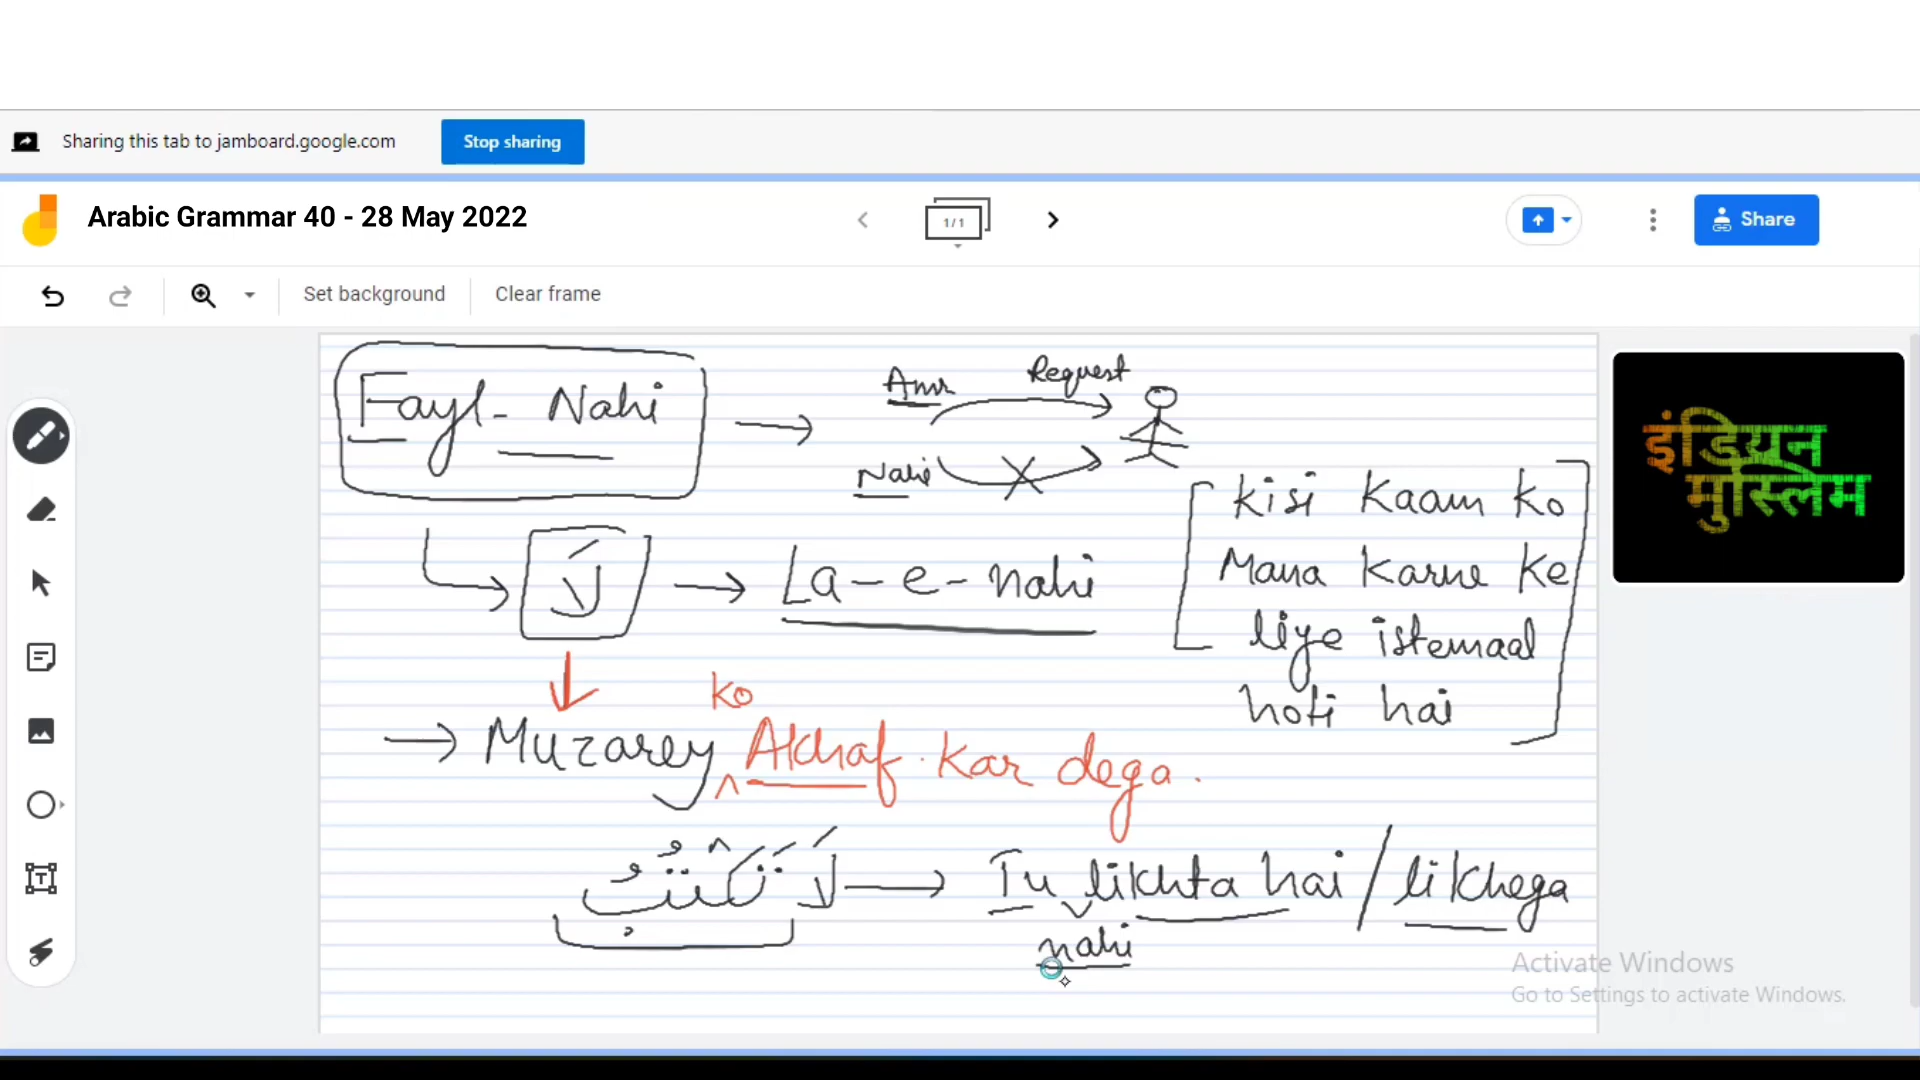 Sharing this tab to jamboard.google.com
Stop sharing
Arabic Grammar 40 - 28 May 2022
1/1
Share
Set background
Clear frame
Fayl - Nahi
Amr
Request
Nahi
لَا → La-e-nahi
Kisi Kaam Ko
Mana Karne Ke
liye istemaal
hoti hai
→ Muzarey ko Akhaf kar dega.
لَا تَكْتُبُ → Tu likhta hai / likhega
nahi
इंडियन
मुस्लिम
Activate Windows
Go to Settings to activate Windows.